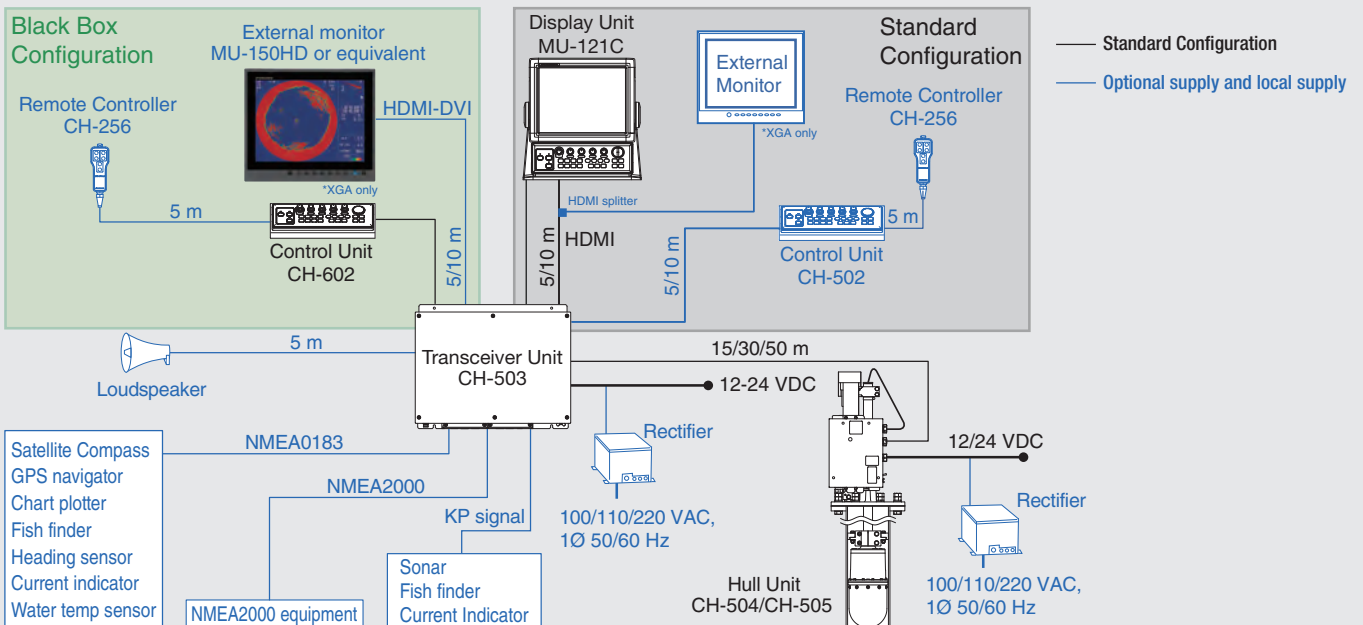 Black Box
Configuration
External monitor
MU-150HD or equivalent
Remote Controller
CH-256
HDMI-DVI
*XGA only
5 m
Control Unit
CH-602
5/10 m
Display Unit
MU-121C
Standard
Configuration
External
Monitor
*XGA only
Remote Controller
CH-256
HDMI splitter
HDMI
5/10 m
5/10 m
5 m
Control Unit
CH-502
Standard Configuration
Optional supply and local supply
5 m
Loudspeaker
Transceiver Unit
CH-503
15/30/50 m
12-24 VDC
Rectifier
100/110/220 VAC,
1Ø 50/60 Hz
12/24 VDC
Rectifier
100/110/220 VAC,
1Ø 50/60 Hz
Hull Unit
CH-504/CH-505
NMEA0183
Satellite Compass
GPS navigator
Chart plotter
Fish finder
Heading sensor
Current indicator
Water temp sensor
NMEA2000
NMEA2000 equipment
KP signal
Sonar
Fish finder
Current Indicator